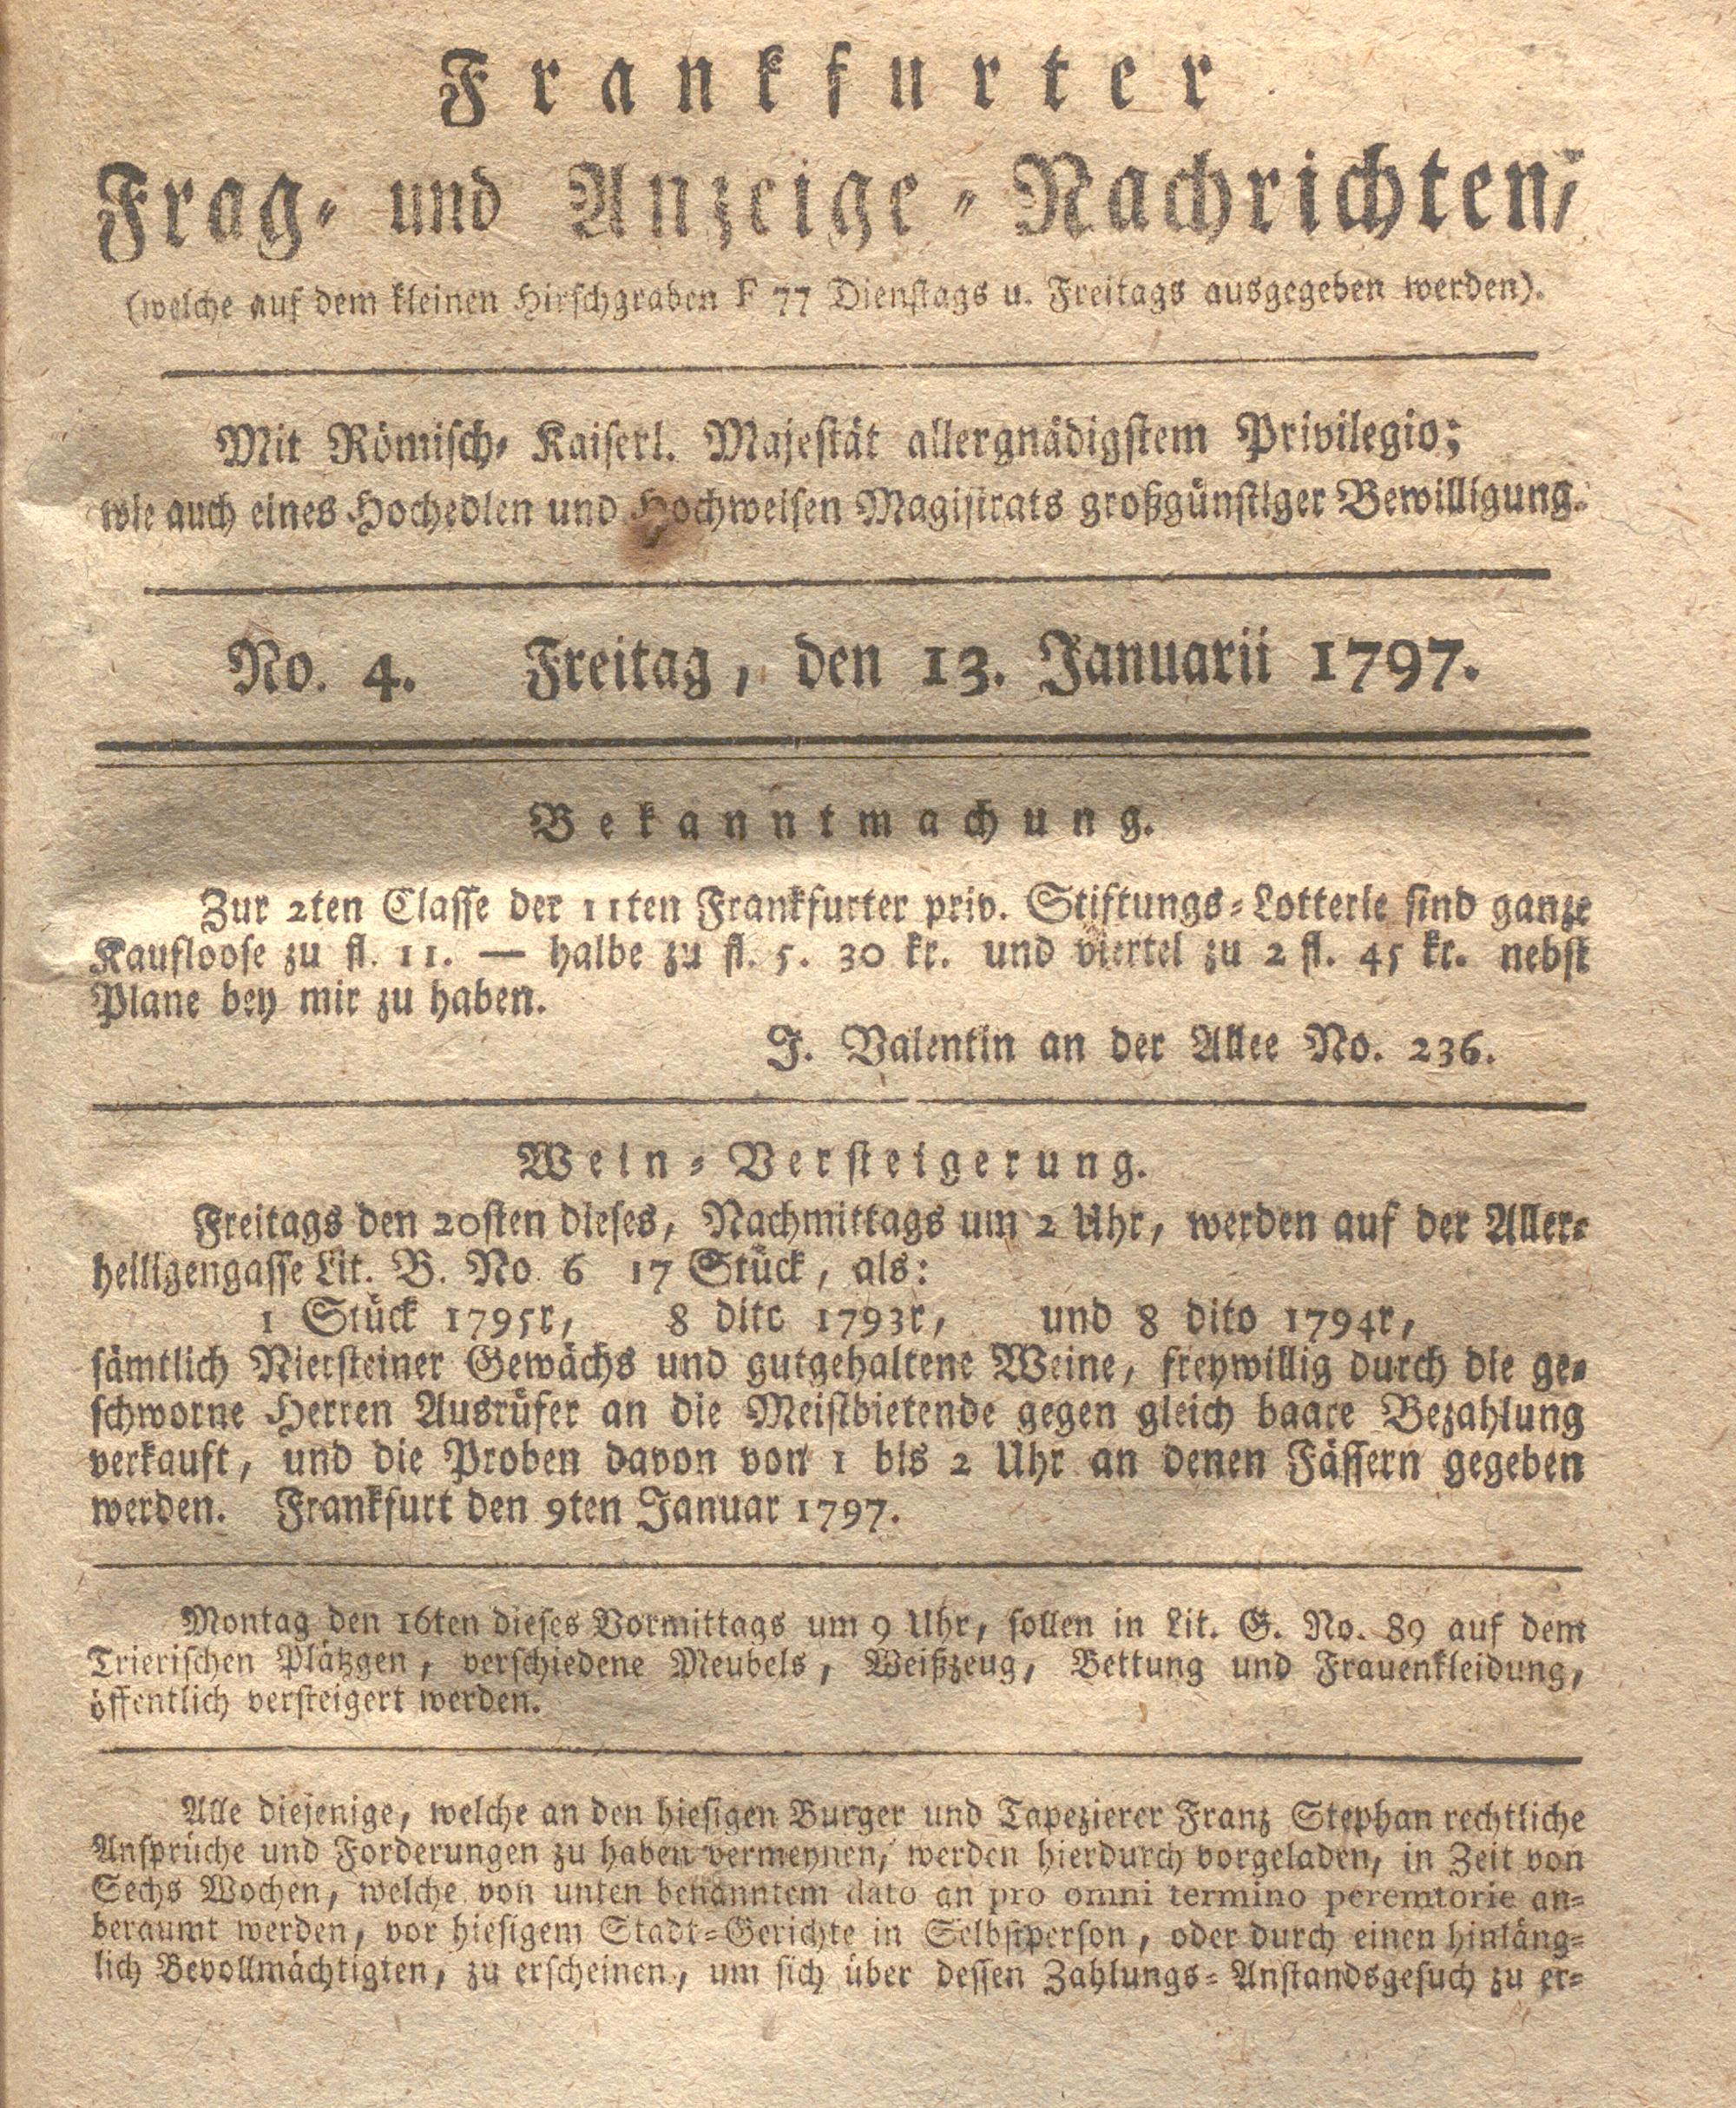 Frankfurter
Frag- und Anzeige-Nachrichten,
(welche auf dem kleinen Hirschgraben F 77 Dienstags u. Freitags ausgegeben werden).
Mit Römisch- Kaiserl. Majestät allergnädigstem Privilegio;
wie auch eines Hochedlen und Hochweisen Magistrats großgünstiger Bewilligung.
No. 4. Freitag, den 13. Januarii 1797.
Bekanntmachung.
Zur 2ten Classe der 11ten Frankfurter priv. Stiftungs-Lotterie sind ganze
Kaufloose zu fl. 11. — halbe zu fl. 5. 30 kr. und viertel zu 2 fl. 45 kr. nebst
Plane bey mir zu haben.
J. Valentin an der Allee No. 236.
Wein-Versteigerung.
Freitags den 20sten dieses, Nachmittags um 2 Uhr, werden auf der Aller-
heiligengasse Lit. B. No. 6 17 Stück, als:
1 Stück 1795r, 8 dito 1793r, und 8 dito 1794r,
sämtlich Niersteiner Gewächs und gutgehaltene Weine, freywillig durch die ge-
schworne Herren Ausrüfer an die Meistbietende gegen gleich baare Bezahlung
verkauft, und die Proben davon von 1 bis 2 Uhr an denen Fässern gegeben
werden. Frankfurt den 9ten Januar 1797.
Montag den 16ten dieses Vormittags um 9 Uhr, sollen in Lit. G. No. 89 auf dem
Trierischen Plätzgen, verschiedene Meubels, Weißzeug, Bettung und Frauenkleidung,
öffentlich versteigert werden.
Alle diejenige, welche an den hiesigen Burger und Tapezierer Franz Stephan rechtliche
Ansprüche und Forderungen zu haben vermeynen, werden hierdurch vorgeladen, in Zeit von
Sechs Wochen, welche von unten benanntem dato an pro omni termino peremtorie an-
beraumt werden, vor hiesigem Stadt-Gerichte in Selbstperson, oder durch einen hinläng-
lich Bevollmächtigten, zu erscheinen, um sich über dessen Zahlungs-Anstandsgesuch zu er-